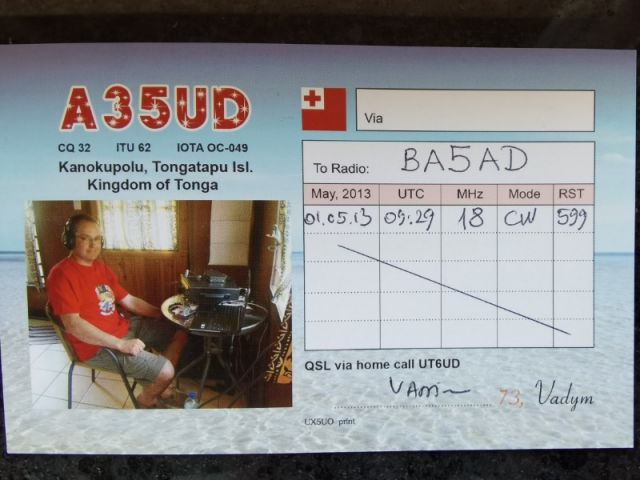 A35UD
CQ 32 ITU 62 IOTA OC-049
Kanokupolu, Tongatapu Isl.
Kingdom of Tonga
Via
To Radio: BA5AD
May, 2013 UTC MHz Mode RST
01.05.13 09:29 18 CW 599
QSL via home call UT6UD
73, Vadym
UX5UO print